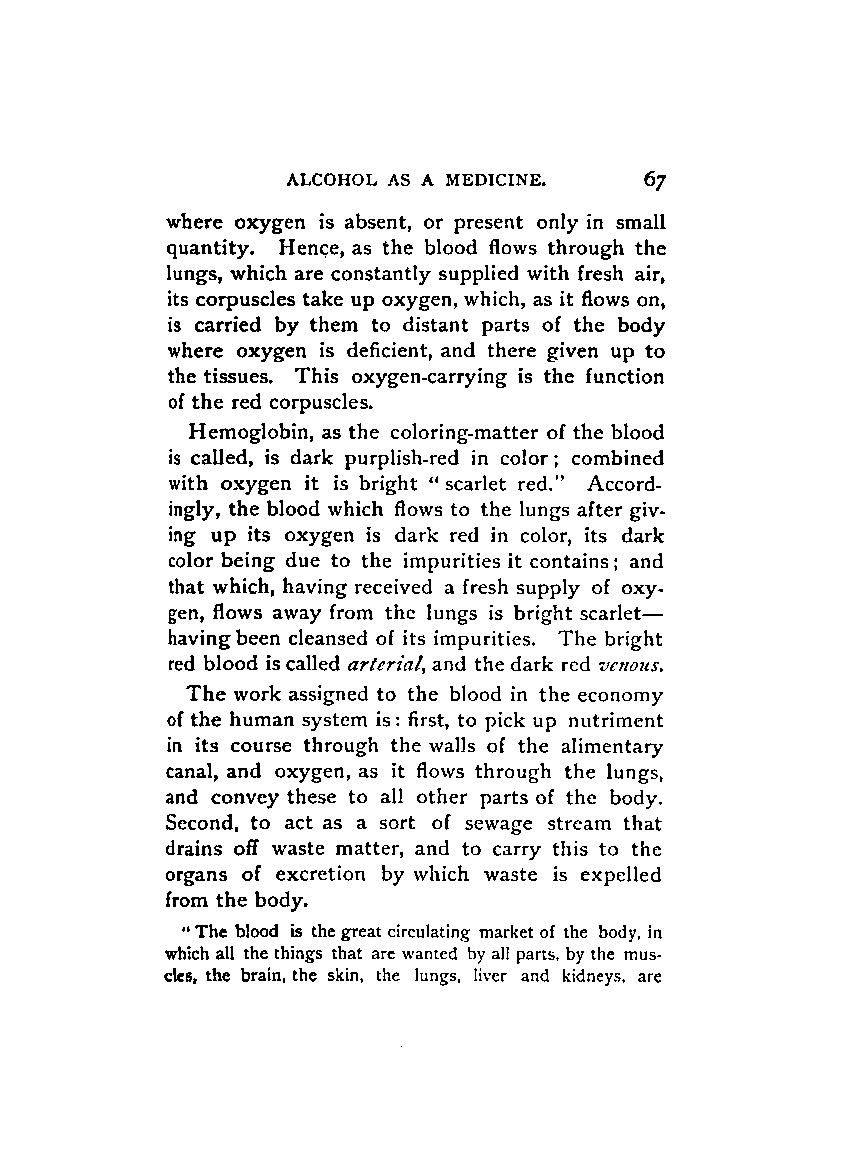 ALCOHOL AS A MEDICINE. 67
where oxygen is absent, or present only in small
quantity. Hence, as the blood flows through the
lungs, which are constantly supplied with fresh air,
its corpuscles take up oxygen, which, as it flows on,
is carried by them to distant parts of the body
where oxygen is deficient, and there given up to
the tissues. This oxygen-carrying is the function
of the red corpuscles.
Hemoglobin, as the coloring-matter of the blood
is called, is dark purplish-red in color; combined
with oxygen it is bright "scarlet red." Accord-
ingly, the blood which flows to the lungs after giv-
ing up its oxygen is dark red in color, its dark
color being due to the impurities it contains; and
that which, having received a fresh supply of oxy-
gen, flows away from the lungs is bright scarlet—
having been cleansed of its impurities. The bright
red blood is called arterial, and the dark red venous.
The work assigned to the blood in the economy
of the human system is: first, to pick up nutriment
in its course through the walls of the alimentary
canal, and oxygen, as it flows through the lungs,
and convey these to all other parts of the body.
Second, to act as a sort of sewage stream that
drains off waste matter, and to carry this to the
organs of excretion by which waste is expelled
from the body.
"The blood is the great circulating market of the body, in
which all the things that are wanted by all parts, by the mus-
cles, the brain, the skin, the lungs, liver and kidneys, are